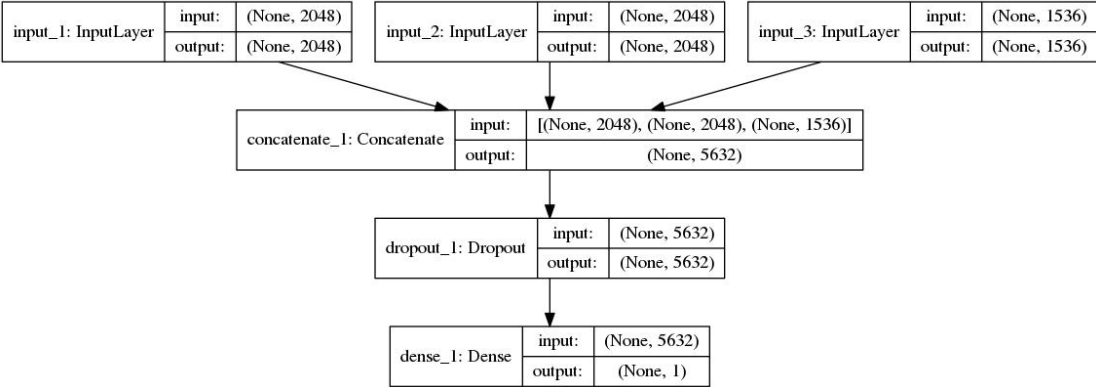 input_1: InputLayer
input: (None, 2048)
output: (None, 2048)
input_2: InputLayer
input: (None, 2048)
output: (None, 2048)
input_3: InputLayer
input: (None, 1536)
output: (None, 1536)
concatenate_1: Concatenate
input: [(None, 2048), (None, 2048), (None, 1536)]
output: (None, 5632)
dropout_1: Dropout
input: (None, 5632)
output: (None, 5632)
dense_1: Dense
input: (None, 5632)
output: (None, 1)